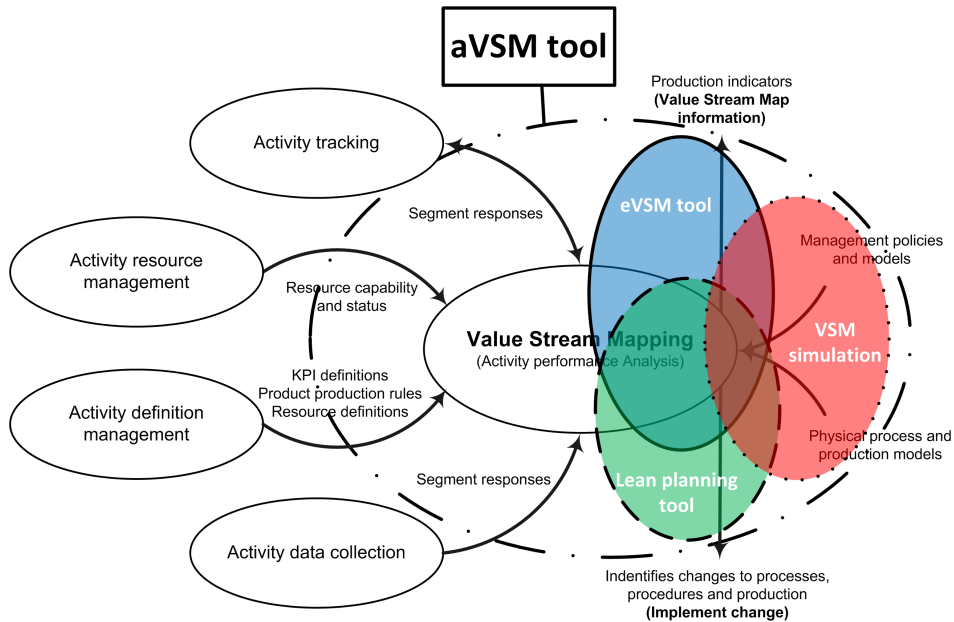 aVSM tool
Production indicators
(Value Stream Map
information)
Activity tracking
eVSM tool
Segment responses
Management policies
and models
Activity resource
management
Resource capability
and status
VSM
simulation
Value Stream Mapping
(Activity performance Analysis)
KPI definitions
Product production rules
Resource definitions
Activity definition
management
Physical process and
production models
Segment responses
Lean planning
tool
Activity data collection
Indentifies changes to processes,
procedures and production
(Implement change)